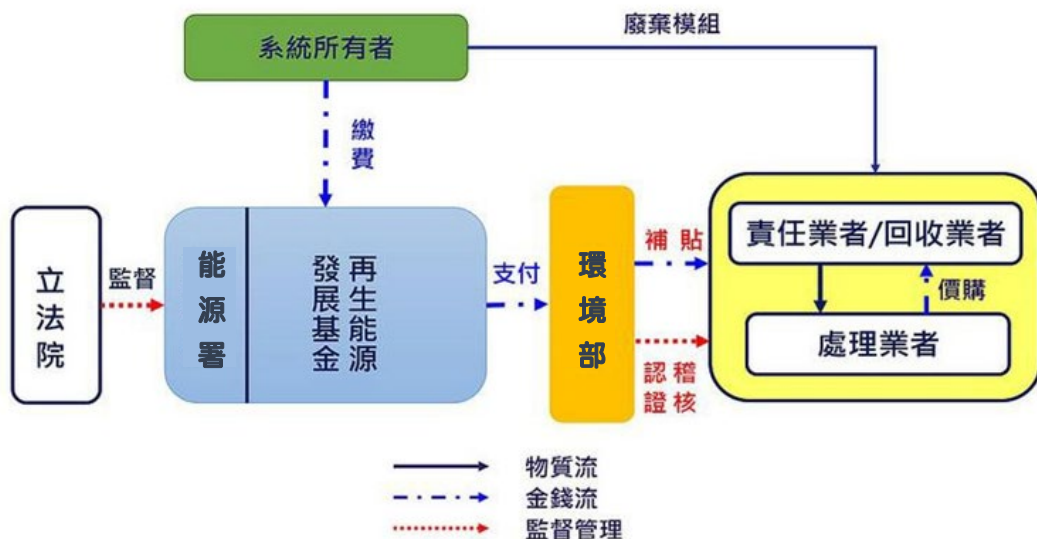 系統所有者
廢棄模組
繳費
立法院
監督
能源署
再生能源
發展基金
支付
環境部
補貼
稽核
認證
責任業者/回收業者
價購
處理業者
物質流
金錢流
監督管理